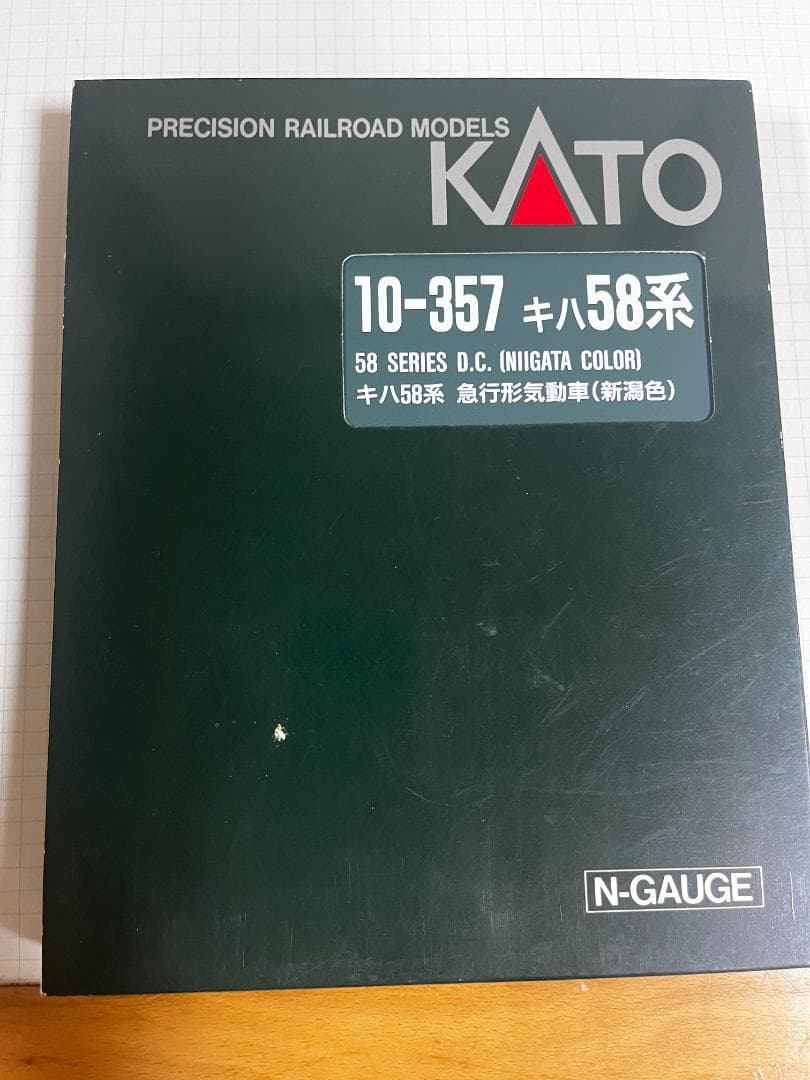 PRECISION RAILROAD MODELS
KATO
10-357 キハ58系
58 SERIES D.C. (NIIGATA COLOR)
キハ58系 急行形気動車(新潟色)
N-GAUGE